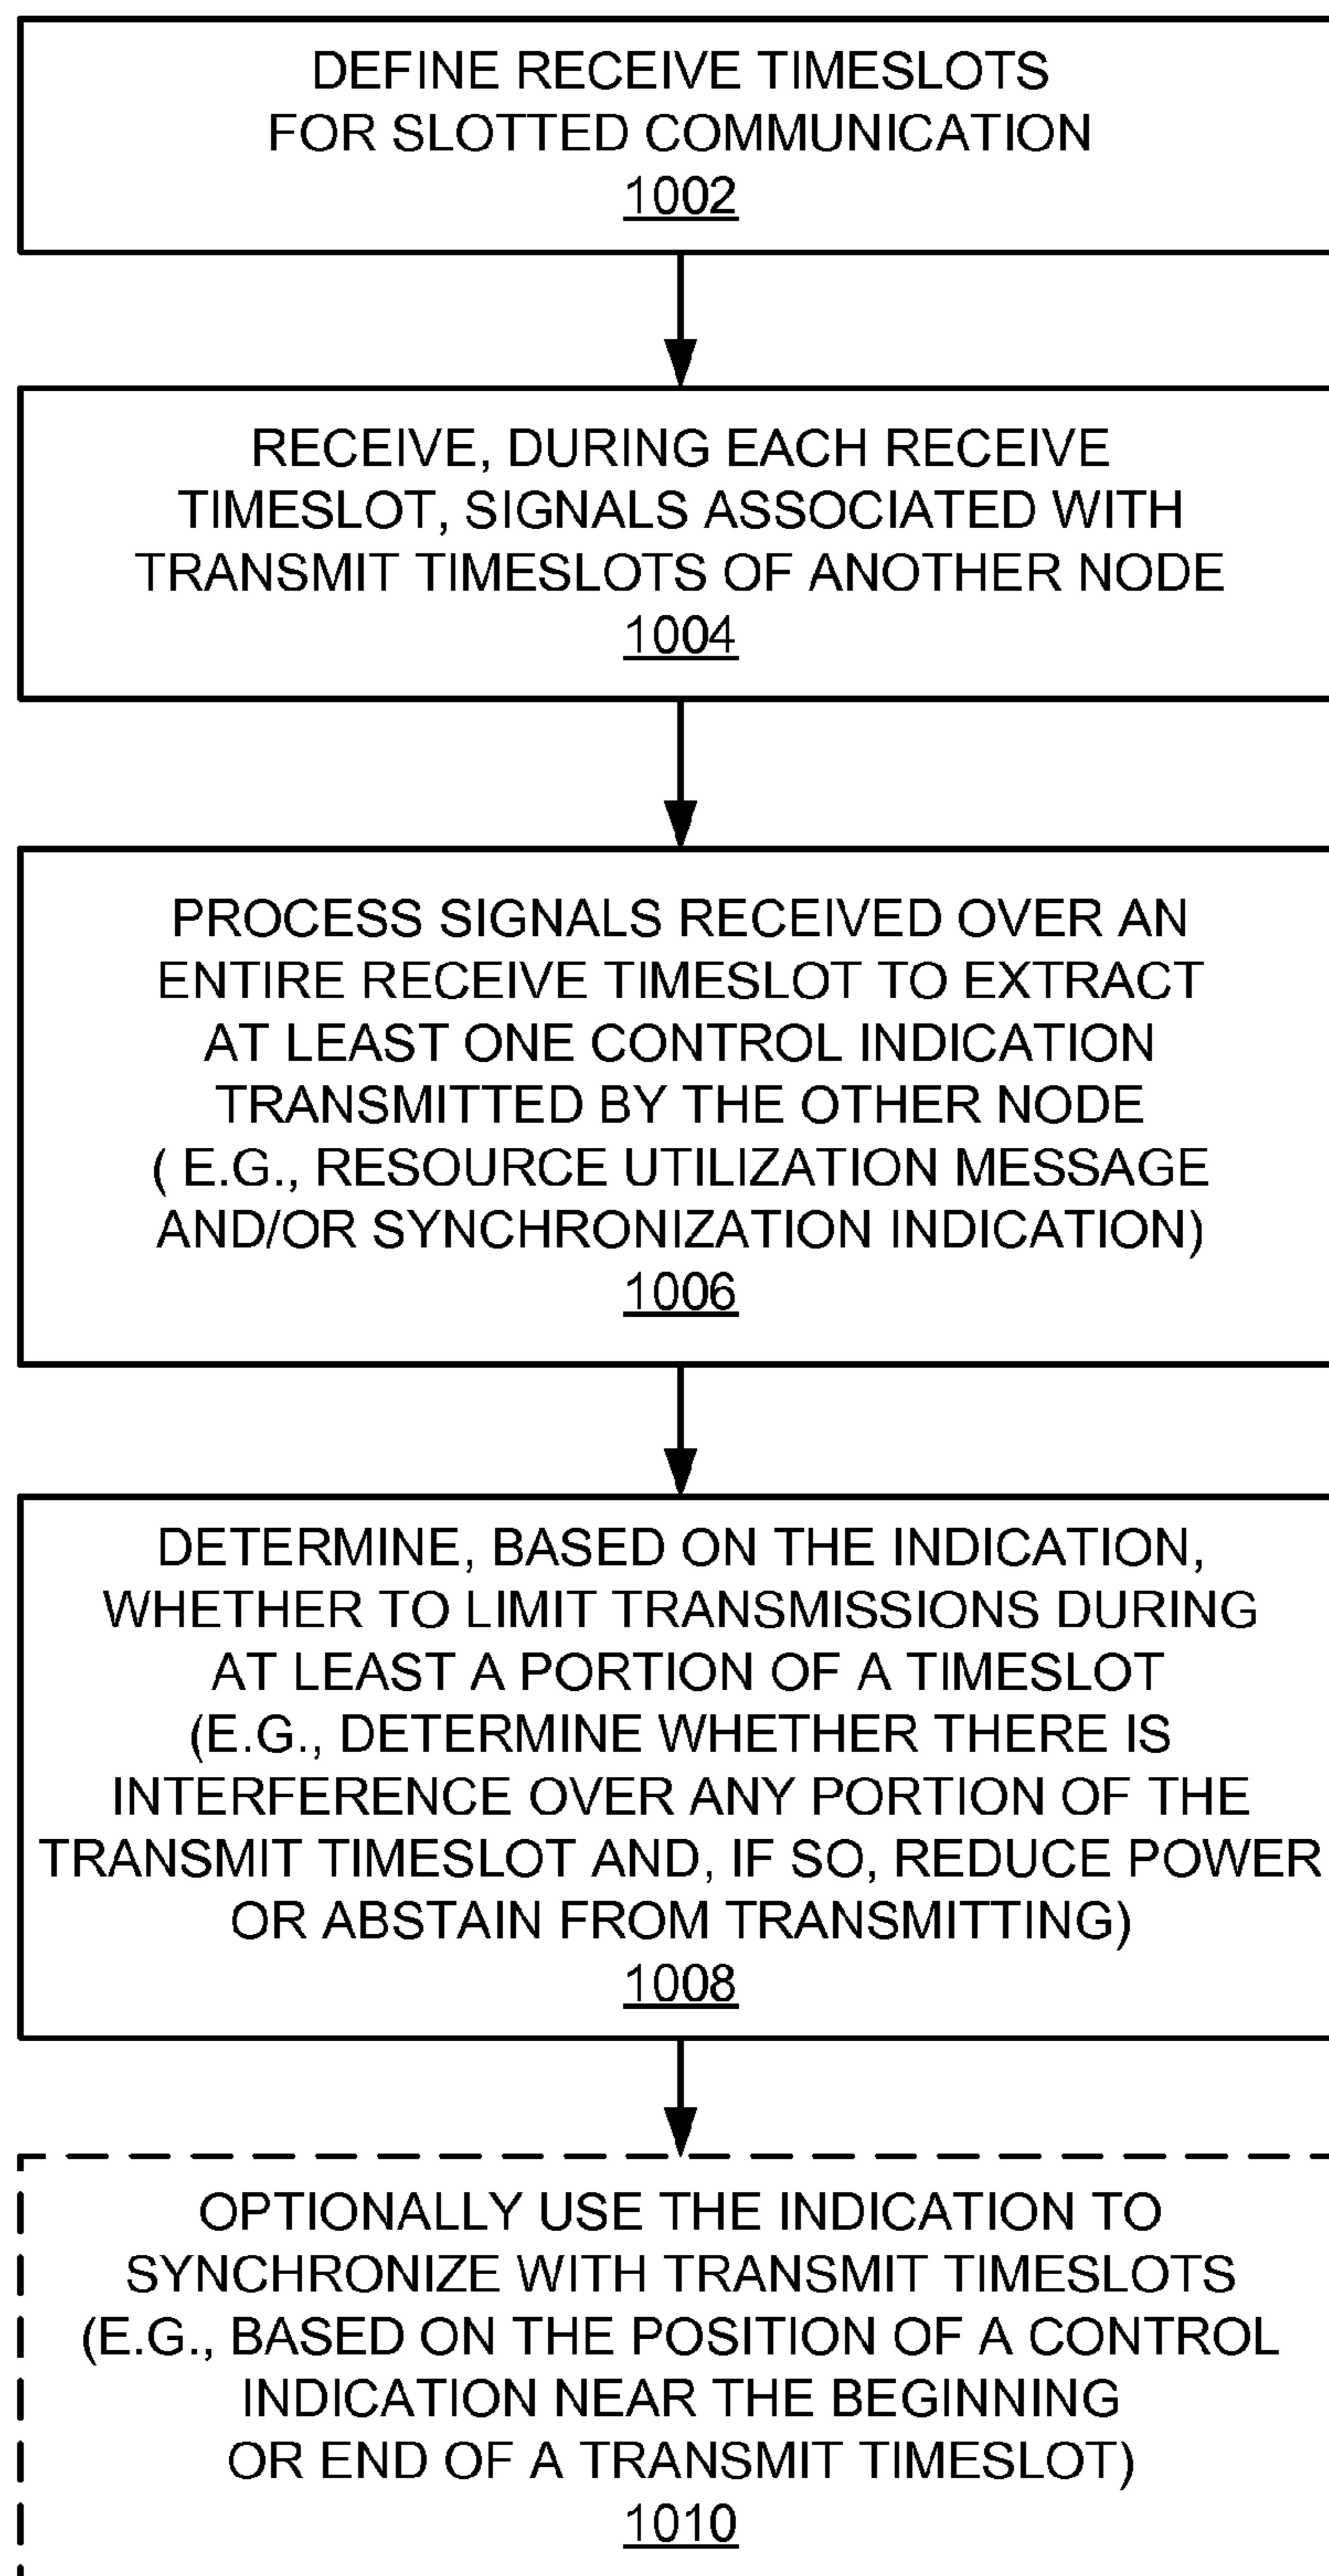 DEFINE RECEIVE TIMESLOTS
FOR SLOTTED COMMUNICATION
1002
RECEIVE, DURING EACH RECEIVE
TIMESLOT, SIGNALS ASSOCIATED WITH
TRANSMIT TIMESLOTS OF ANOTHER NODE
1004
PROCESS SIGNALS RECEIVED OVER AN
ENTIRE RECEIVE TIMESLOT TO EXTRACT
AT LEAST ONE CONTROL INDICATION
TRANSMITTED BY THE OTHER NODE
( E.G., RESOURCE UTILIZATION MESSAGE
AND/OR SYNCHRONIZATION INDICATION)
1006
DETERMINE, BASED ON THE INDICATION,
WHETHER TO LIMIT TRANSMISSIONS DURING
AT LEAST A PORTION OF A TIMESLOT
(E.G., DETERMINE WHETHER THERE IS
INTERFERENCE OVER ANY PORTION OF THE
TRANSMIT TIMESLOT AND, IF SO, REDUCE POWER
OR ABSTAIN FROM TRANSMITTING)
1008
OPTIONALLY USE THE INDICATION TO
SYNCHRONIZE WITH TRANSMIT TIMESLOTS
(E.G., BASED ON THE POSITION OF A CONTROL
INDICATION NEAR THE BEGINNING
OR END OF A TRANSMIT TIMESLOT)
1010